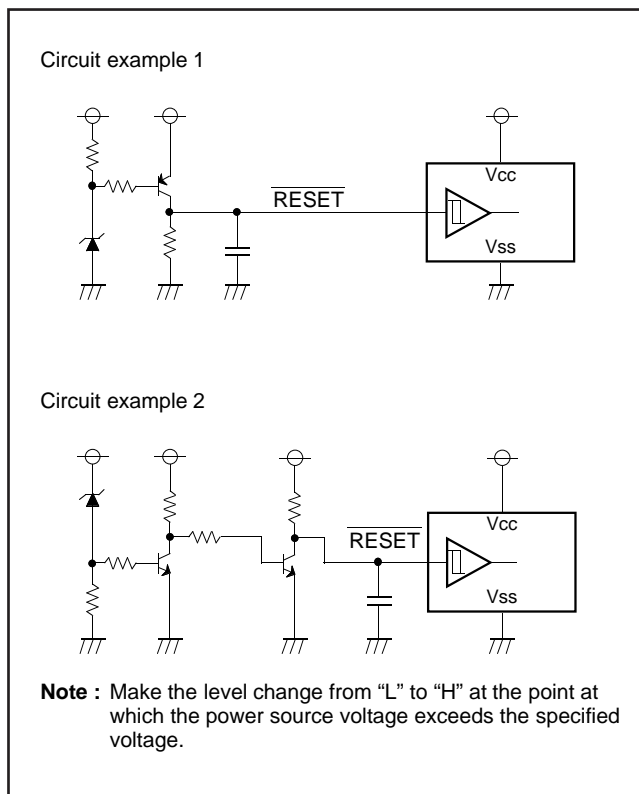 Circuit example 1
RESET
Vcc
Vss
Circuit example 2
RESET
Vcc
Vss
Note : Make the level change from “L” to “H” at the point at
which the power source voltage exceeds the specified
voltage.